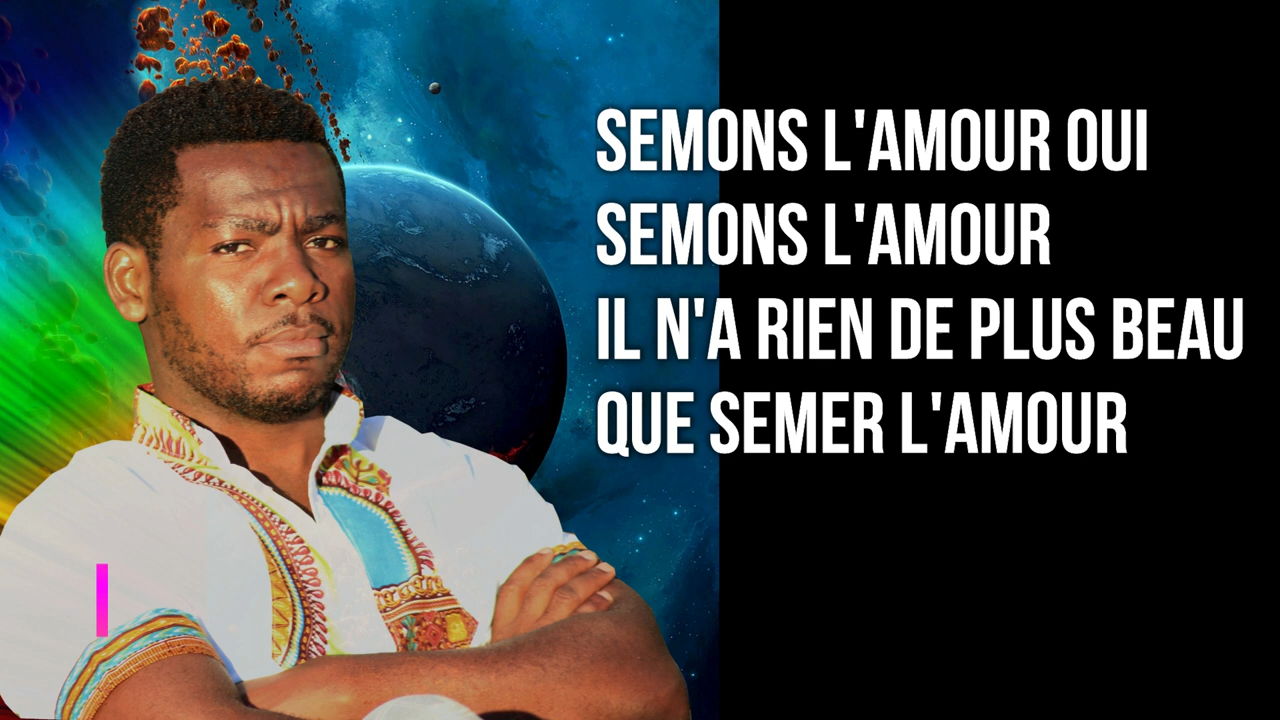 SEMONS L'AMOUR OUI
SEMONS L'AMOUR
IL N'A RIEN DE PLUS BEAU
QUE SEMER L'AMOUR